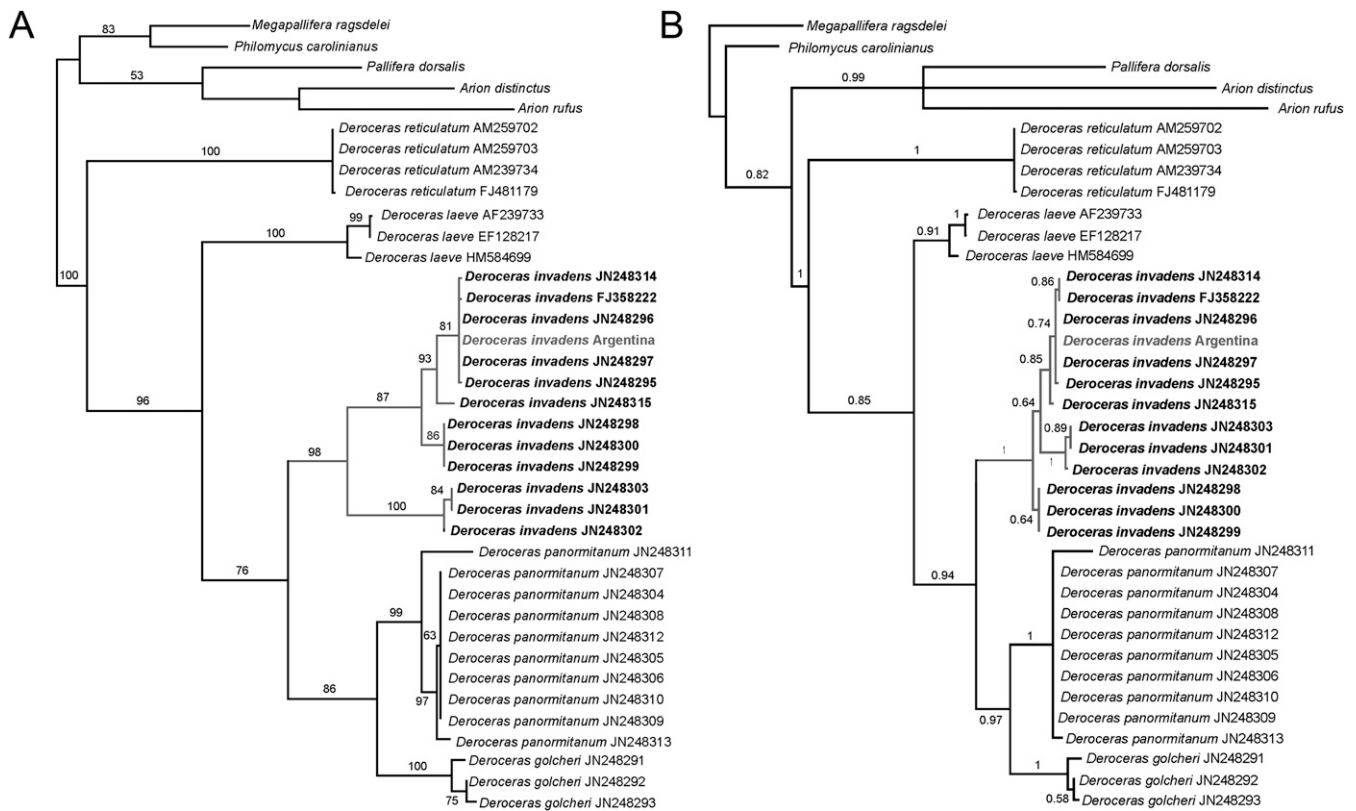 A
83
Megapallifera ragsdelei
Philomycus carolinianus
53
Pallifera dorsalis
Arion distinctus
Arion rufus
Deroceras reticulatum AM259702
Deroceras reticulatum AM259703
100
Deroceras reticulatum AM239734
Deroceras reticulatum FJ481179
99
Deroceras laeve AF239733
Deroceras laeve EF128217
100
Deroceras laeve HM584699
100
Deroceras invadens JN248314
Deroceras invadens FJ358222
Deroceras invadens JN248296
81
Deroceras invadens Argentina
93
Deroceras invadens JN248297
Deroceras invadens JN248295
96
87
Deroceras invadens JN248315
Deroceras invadens JN248298
86
Deroceras invadens JN248300
98
Deroceras invadens JN248299
84
Deroceras invadens JN248303
100
Deroceras invadens JN248301
Deroceras invadens JN248302
76
Deroceras panormitanum JN248311
Deroceras panormitanum JN248307
Deroceras panormitanum JN248304
99
Deroceras panormitanum JN248308
63
Deroceras panormitanum JN248312
Deroceras panormitanum JN248305
Deroceras panormitanum JN248306
86
97
Deroceras panormitanum JN248310
Deroceras panormitanum JN248309
Deroceras panormitanum JN248313
100
Deroceras golcheri JN248291
Deroceras golcheri JN248292
75
Deroceras golcheri JN248293
B
Megapallifera ragsdelei
Philomycus carolinianus
0.99
Pallifera dorsalis
Arion distinctus
Arion rufus
Deroceras reticulatum AM259702
1
Deroceras reticulatum AM259703
0.82
Deroceras reticulatum AM239734
Deroceras reticulatum FJ481179
1
Deroceras laeve AF239733
0.91
Deroceras laeve EF128217
Deroceras laeve HM584699
1
0.86
Deroceras invadens JN248314
Deroceras invadens FJ358222
0.74
Deroceras invadens JN248296
Deroceras invadens Argentina
0.85
Deroceras invadens JN248297
Deroceras invadens JN248295
0.85
0.64
Deroceras invadens JN248315
0.89
Deroceras invadens JN248303
1
Deroceras invadens JN248301
1
Deroceras invadens JN248302
Deroceras invadens JN248298
Deroceras invadens JN248300
0.64
Deroceras invadens JN248299
0.94
Deroceras panormitanum JN248311
Deroceras panormitanum JN248307
Deroceras panormitanum JN248304
Deroceras panormitanum JN248308
1
Deroceras panormitanum JN248312
Deroceras panormitanum JN248305
Deroceras panormitanum JN248306
Deroceras panormitanum JN248310
0.97
Deroceras panormitanum JN248309
Deroceras panormitanum JN248313
1
Deroceras golcheri JN248291
Deroceras golcheri JN248292
0.58
Deroceras golcheri JN248293